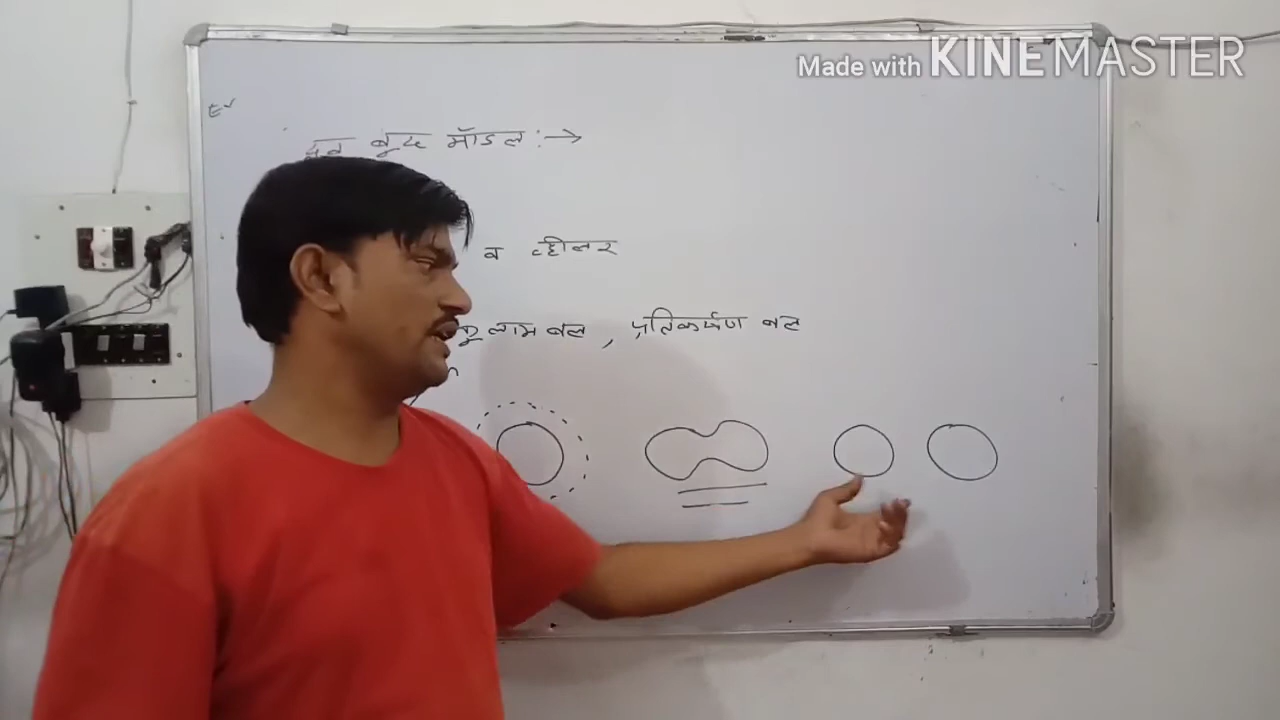 Made with KINEMASTER
द्रव बूंद मॉडल :→
व व्हीलर
कूलाम बल , प्रतिकर्षण बल